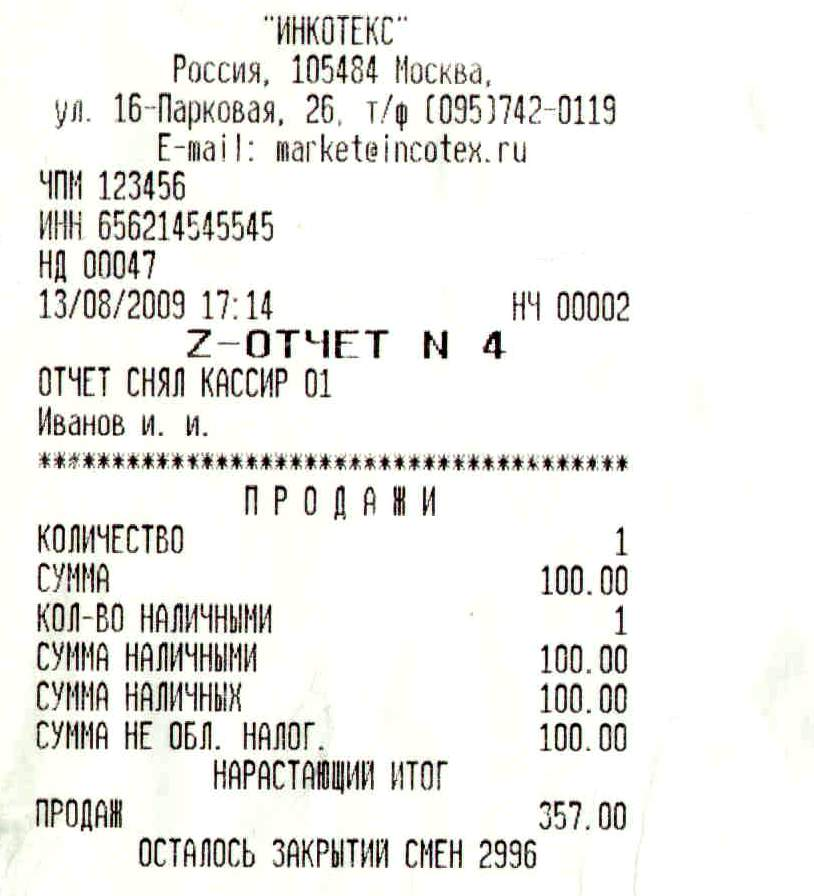 "ИНКОТЕКС"
Россия, 105484 Москва,
ул. 16-Парковая, 26, т/ф (095)742-0119
E-mail: market@incotex.ru
ЧПМ 123456
ИНН 656214545545
НД 00047
13/08/2009 17:14 НЧ 00002
Z-ОТЧЕТ N 4
ОТЧЕТ СНЯЛ КАССИР 01
Иванов и. и.
****************************************
П Р О Д А Ж И
КОЛИЧЕСТВО 1
СУММА 100.00
КОЛ-ВО НАЛИЧНЫМИ 1
СУММА НАЛИЧНЫМИ 100.00
СУММА НАЛИЧНЫХ 100.00
СУММА НЕ ОБЛ. НАЛОГ. 100.00
НАРАСТАЮЩИЙ ИТОГ
ПРОДАЖ 357.00
ОСТАЛОСЬ ЗАКРЫТИЙ СМЕН 2996